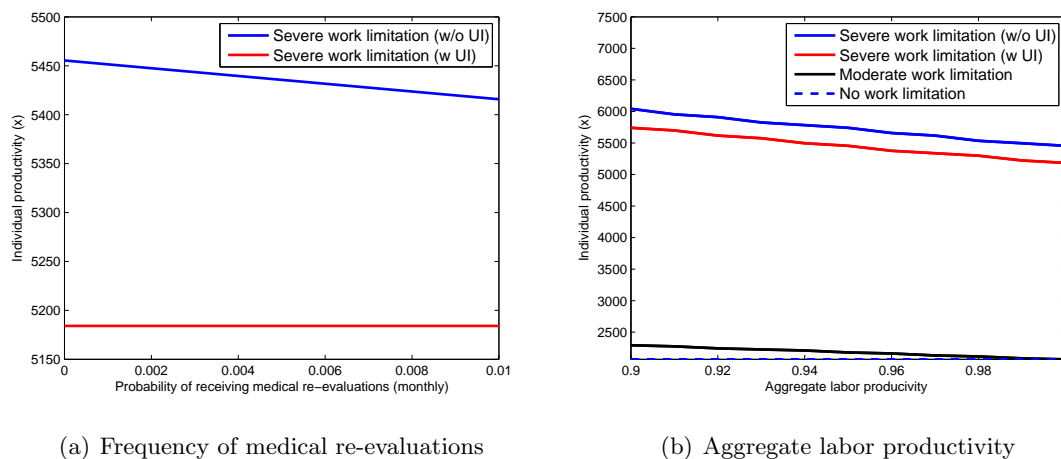 5500
5450
5400
5350
5300
5250
5200
5150
Individual productivity (x)
Severe work limitation (w/o UI)
Severe work limitation (w UI)
0
0.002
0.004
0.006
0.008
0.01
Probability of receiving medical re−evaluations (monthly)
(a) Frequency of medical re-evaluations
7500
7000
6500
6000
5500
5000
4500
4000
3500
3000
2500
Individual productivity (x)
Severe work limitation (w/o UI)
Severe work limitation (w UI)
Moderate work limitation
No work limitation
0.9
0.92
0.94
0.96
0.98
Aggregate labor producivity
(b) Aggregate labor productivity